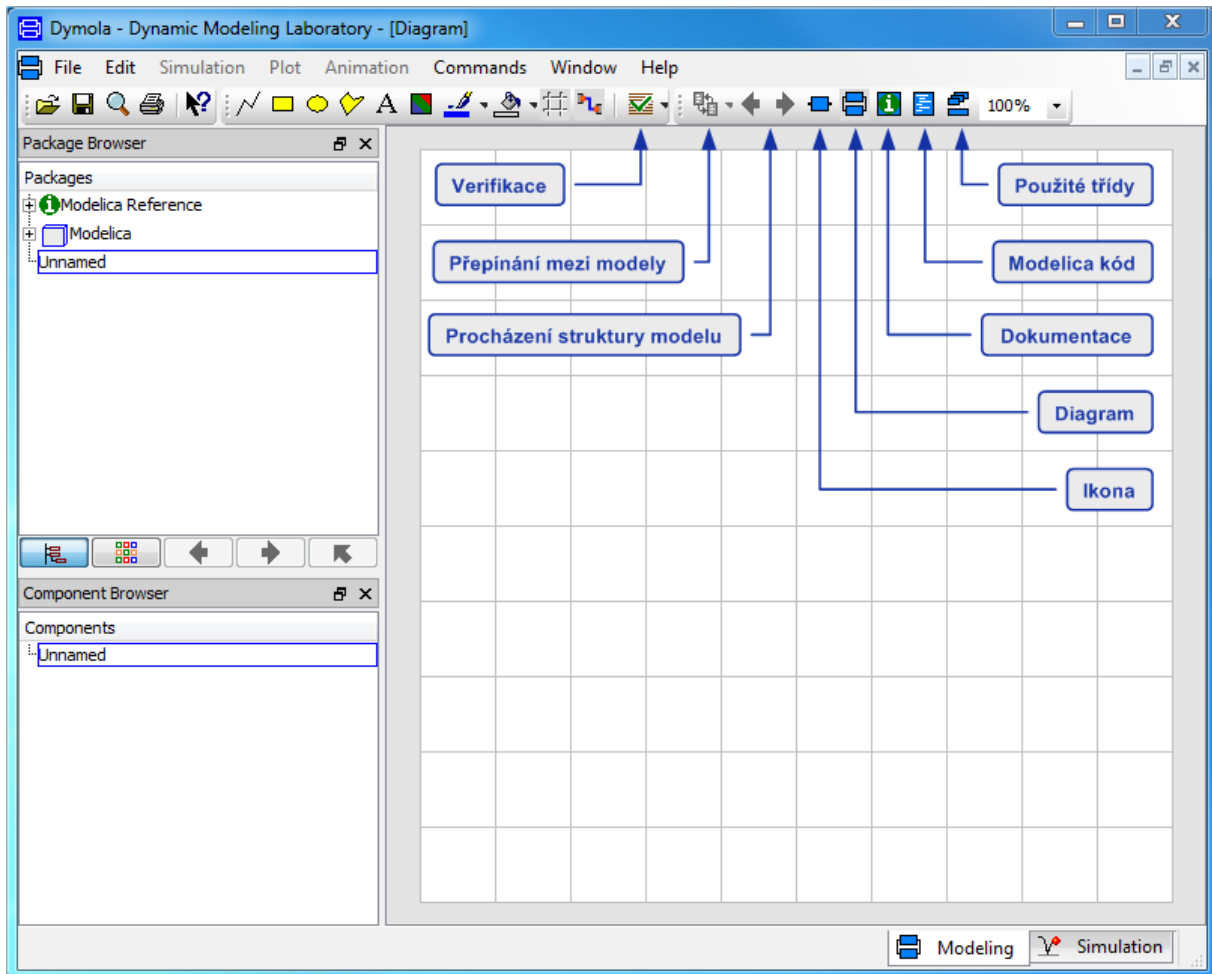 Dymola - Dynamic Modeling Laboratory - [Diagram]
File Edit Simulation Plot Animation Commands Window Help
A 100%
Package Browser
Packages
Modelica Reference
Modelica
Unnamed
Component Browser
Components
Unnamed
Verifikace
Použité třídy
Přepínání mezi modely
Modelica kód
Procházení struktury modelu
Dokumentace
Diagram
Ikona
Modeling Simulation